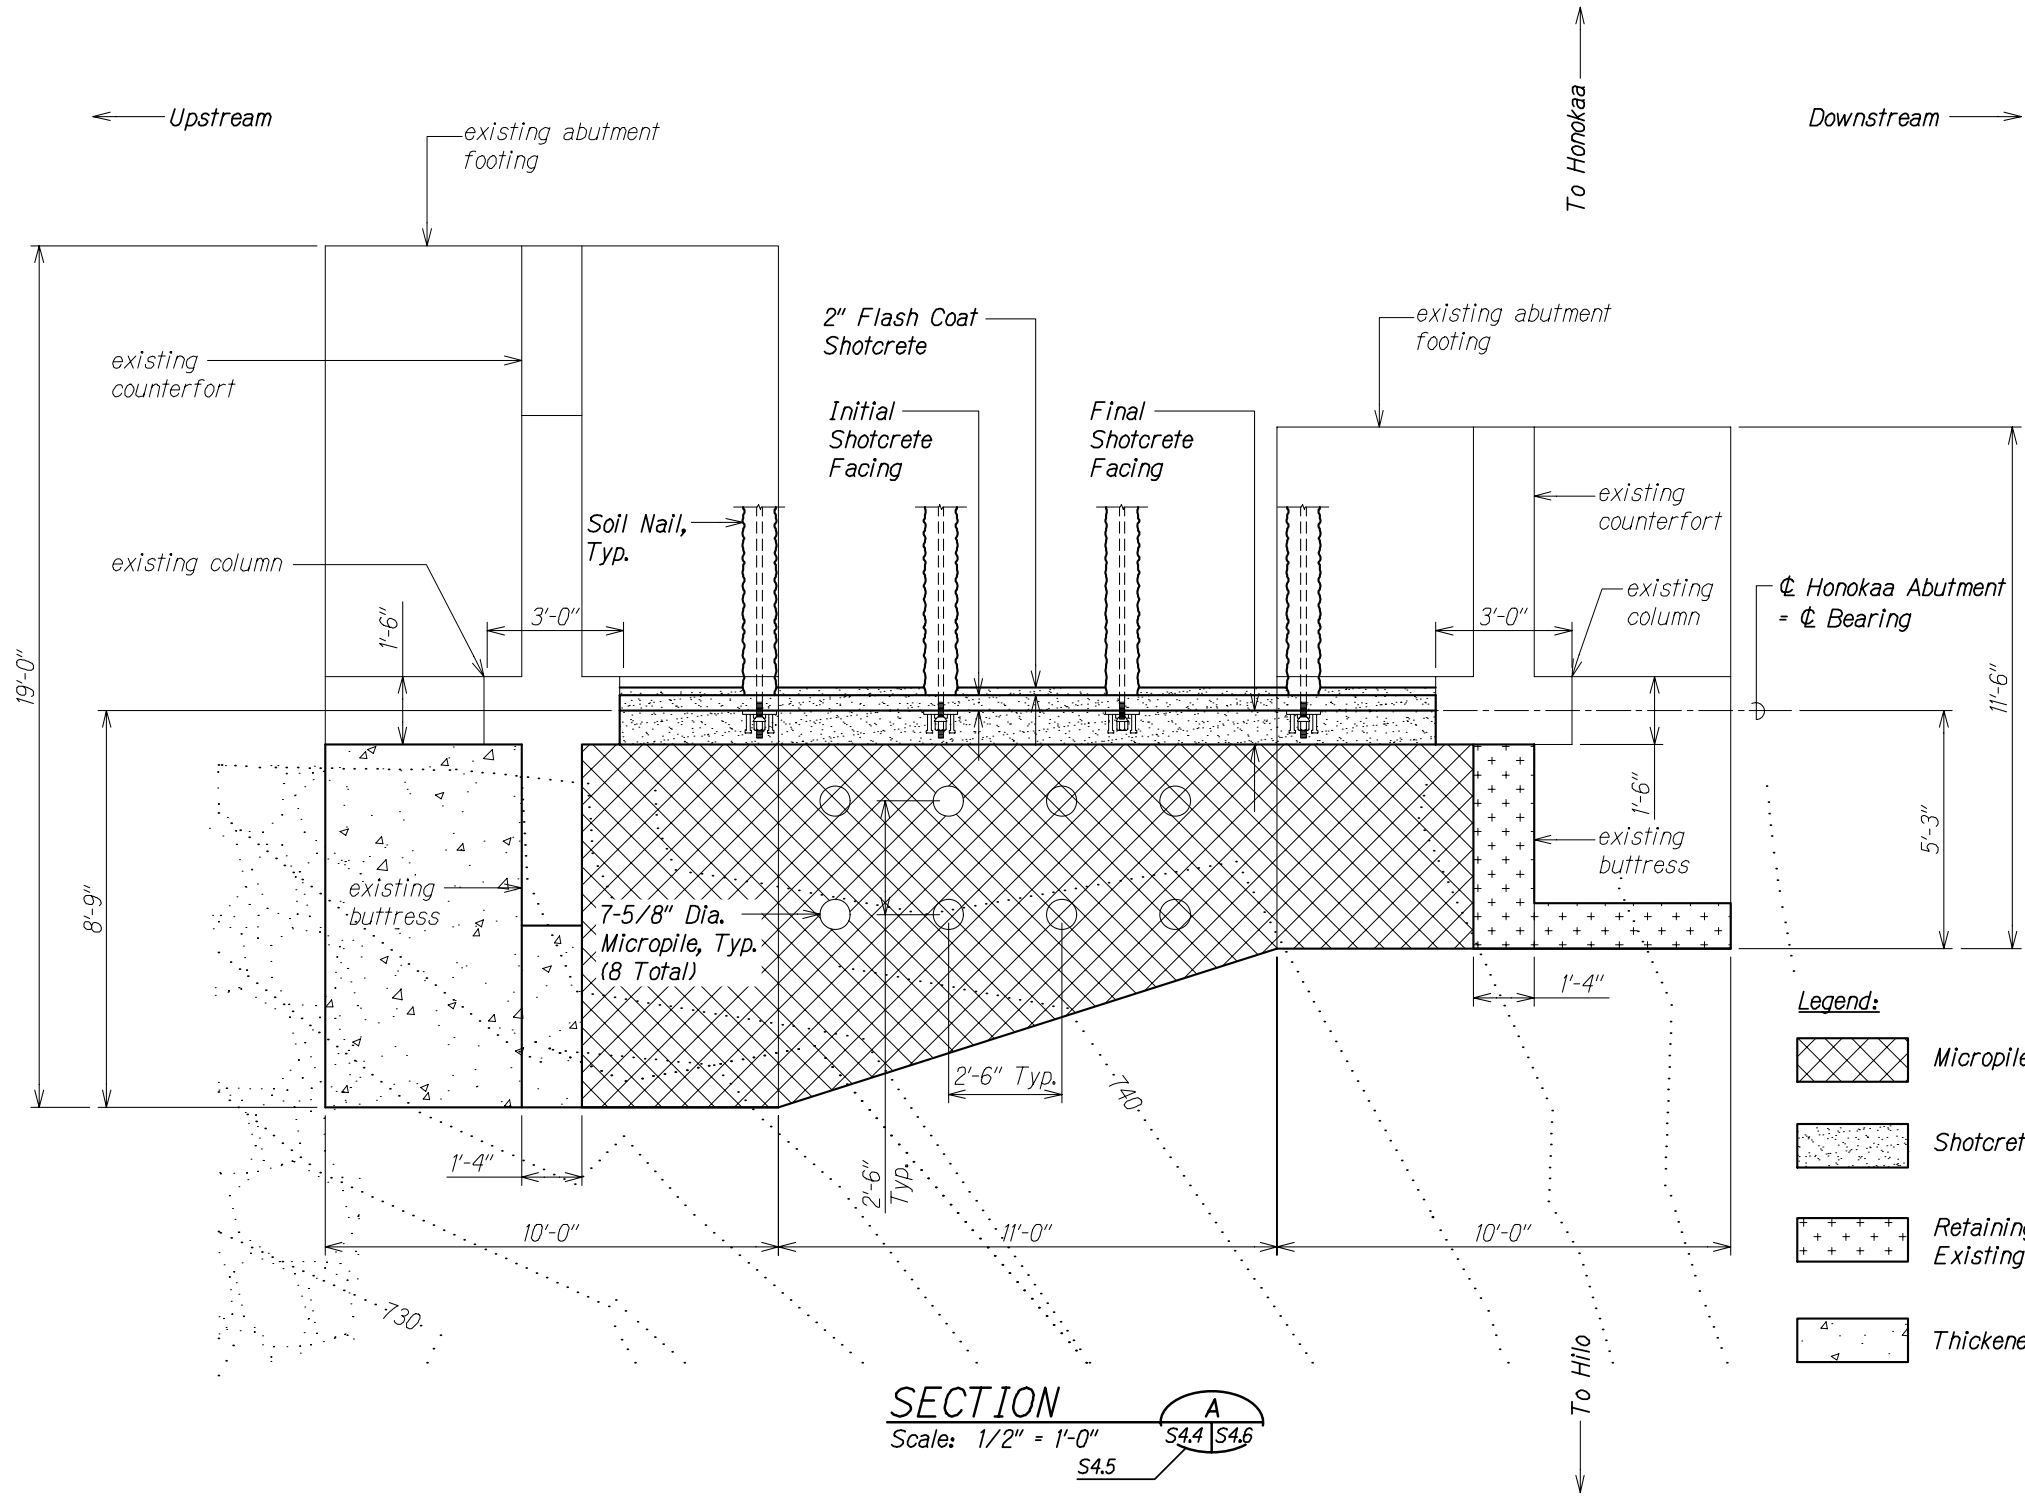 To Honokaa
Upstream
Downstream
existing abutment
footing
2" Flash Coat
Shotcrete
existing abutment
footing
existing
counterfort
Initial
Shotcrete
Facing
Final
Shotcrete
Facing
existing
counterfort
Soil Nail,
Typ.
existing column
existing
column
℄ Honokaa Abutment
= ℄ Bearing
3'-0"
3'-0"
1'-6"
19'-0"
11'-6"
1'-6"
5'-3"
8'-9"
existing
buttress
existing
buttress
7-5/8" Dia.
Micropile, Typ.
(8 Total)
1'-4"
Legend:
Micropile
2'-6" Typ.
740
Shotcret
1'-4"
2'-6"
Typ.
10'-0"
11'-0"
10'-0"
Retaining
Existing
730
Thickene
To Hilo
SECTION
Scale: 1/2" = 1'-0"
A
S4.4 S4.6
S4.5